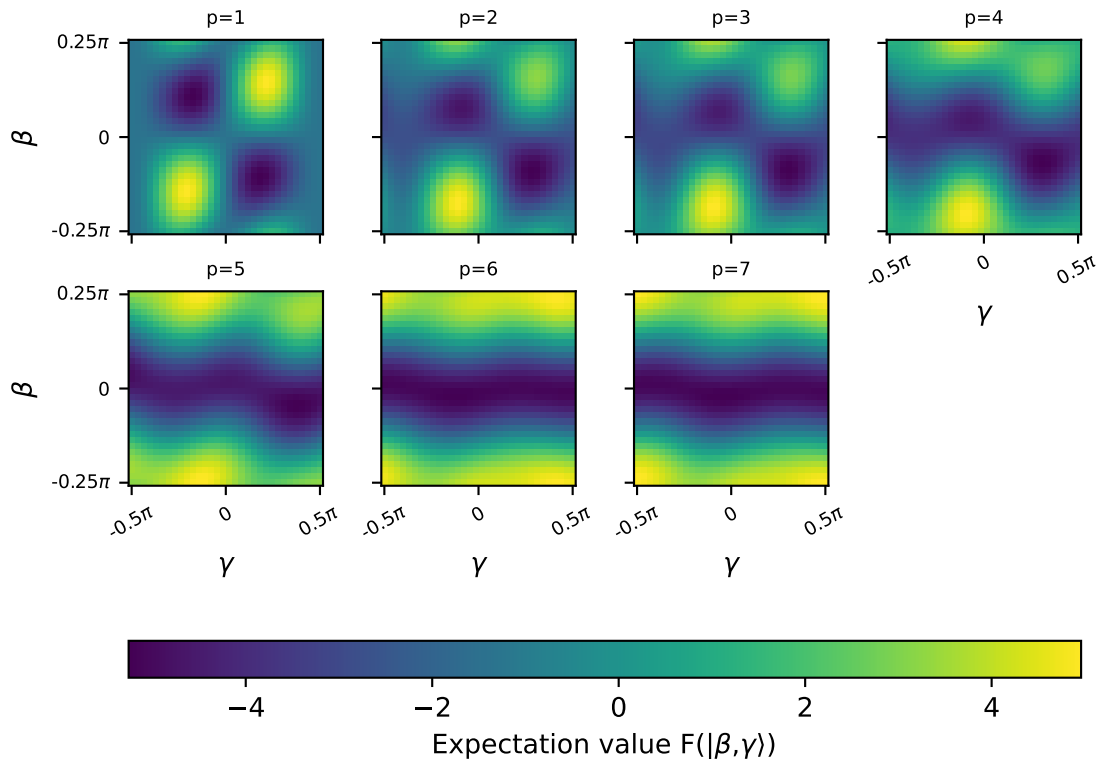 p=1 p=2 p=3 p=4
0.25π
β
0
-0.25π
-0.5π 0 0.5π
γ
p=5 p=6 p=7
0.25π
β
0
-0.25π
-0.5π 0 0.5π -0.5π 0 0.5π -0.5π 0 0.5π
γ γ γ
−4 −2 0 2 4
Expectation value F(|β,γ⟩)